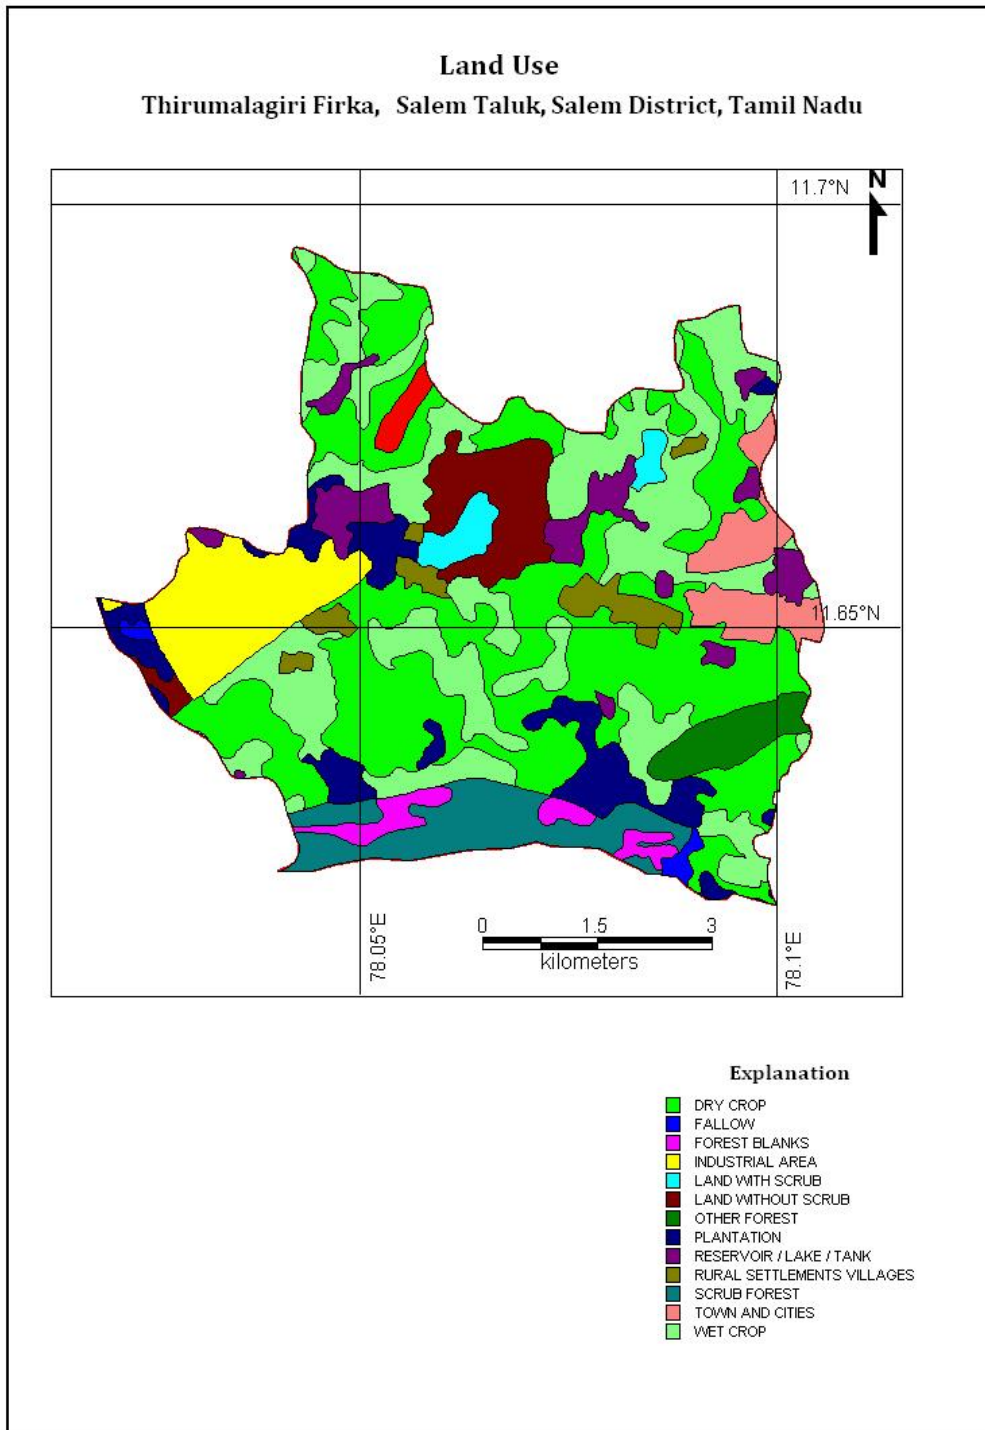 Land Use
Thirumalagiri Firka, Salem Taluk, Salem District, Tamil Nadu
11.7°N
N
11.65°N
78.05°E
78.1°E
0 1.5 3
kilometers
Explanation
DRY CROP
FALLOW
FOREST BLANKS
INDUSTRIAL AREA
LAND WITH SCRUB
LAND WITHOUT SCRUB
OTHER FOREST
PLANTATION
RESERVOIR / LAKE / TANK
RURAL SETTLEMENTS VILLAGES
SCRUB FOREST
TOWN AND CITIES
WET CROP